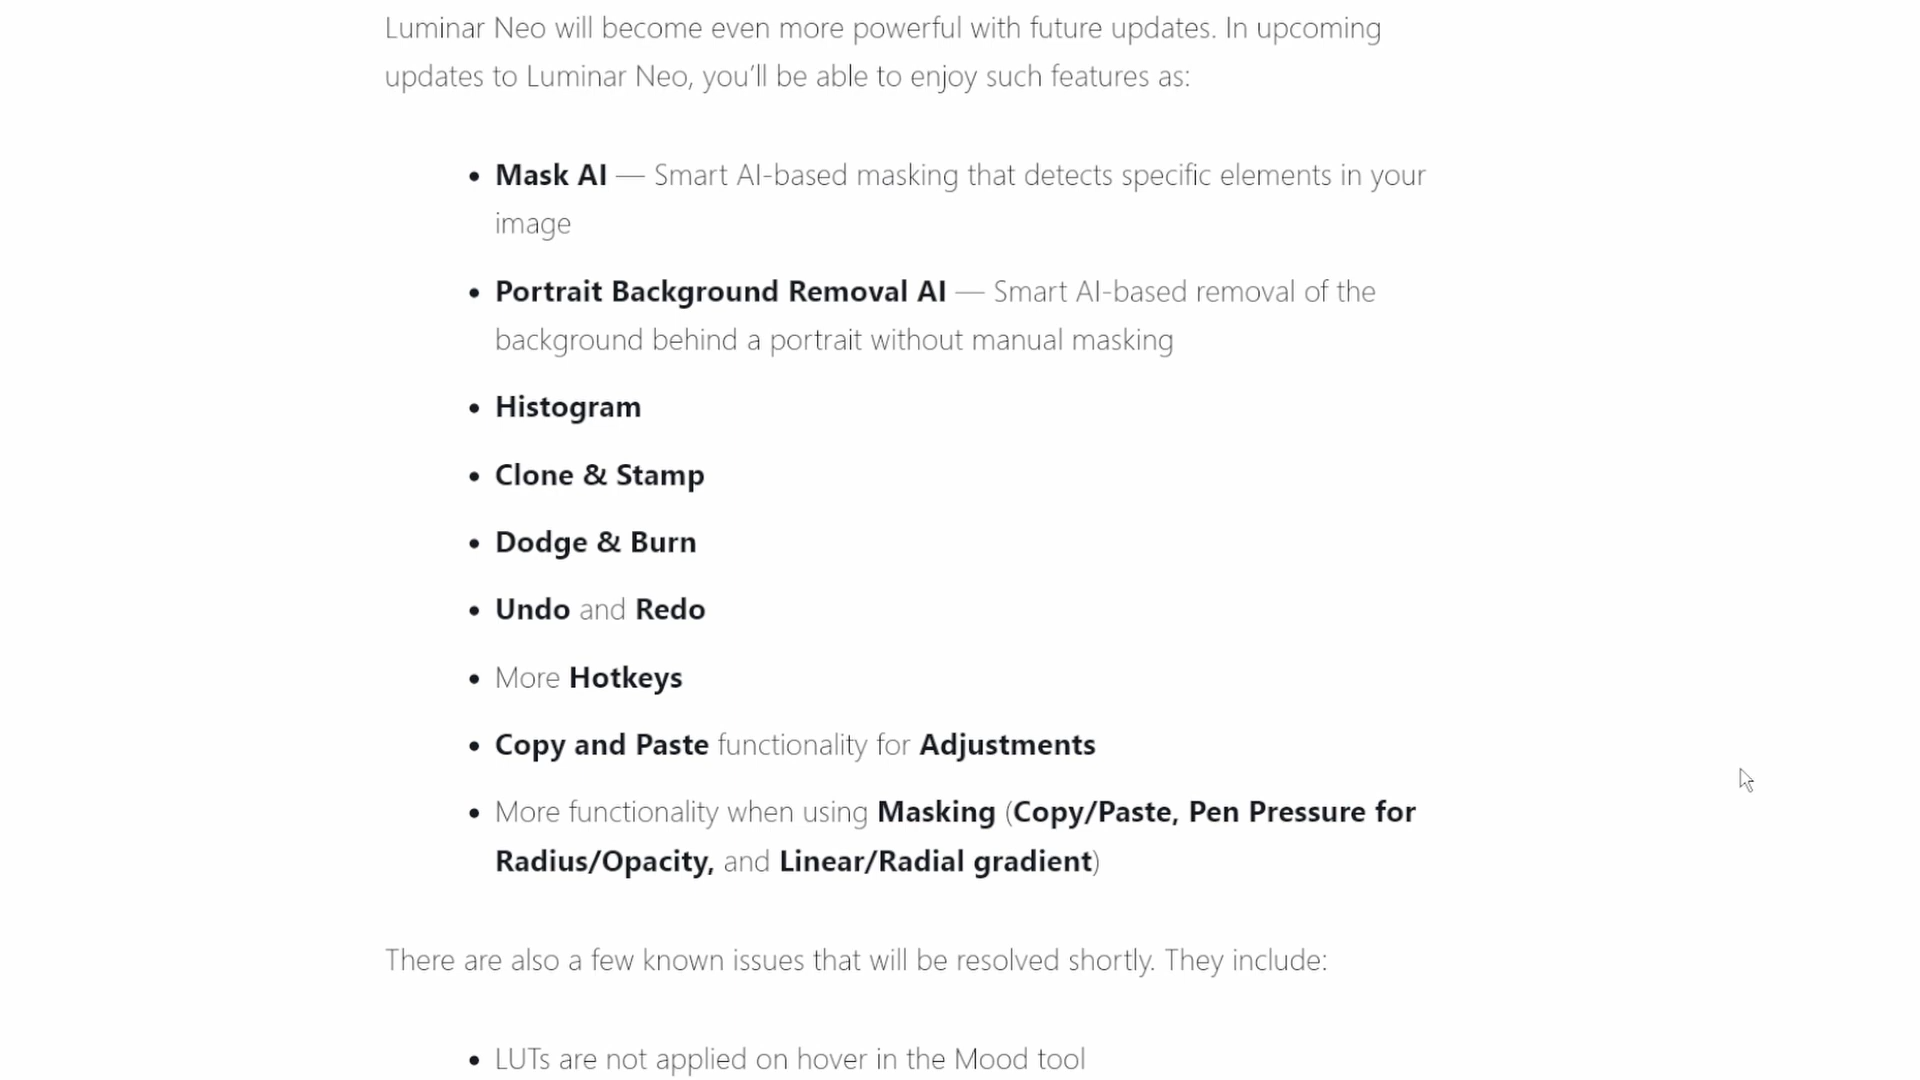 Luminar Neo will become even more powerful with future updates. In upcoming
updates to Luminar Neo, you’ll be able to enjoy such features as:
• Mask AI — Smart AI-based masking that detects specific elements in your
image
• Portrait Background Removal AI — Smart AI-based removal of the
background behind a portrait without manual masking
• Histogram
• Clone & Stamp
• Dodge & Burn
• Undo and Redo
• More Hotkeys
• Copy and Paste functionality for Adjustments
• More functionality when using Masking (Copy/Paste, Pen Pressure for
Radius/Opacity, and Linear/Radial gradient)
There are also a few known issues that will be resolved shortly. They include:
• LUTs are not applied on hover in the Mood tool